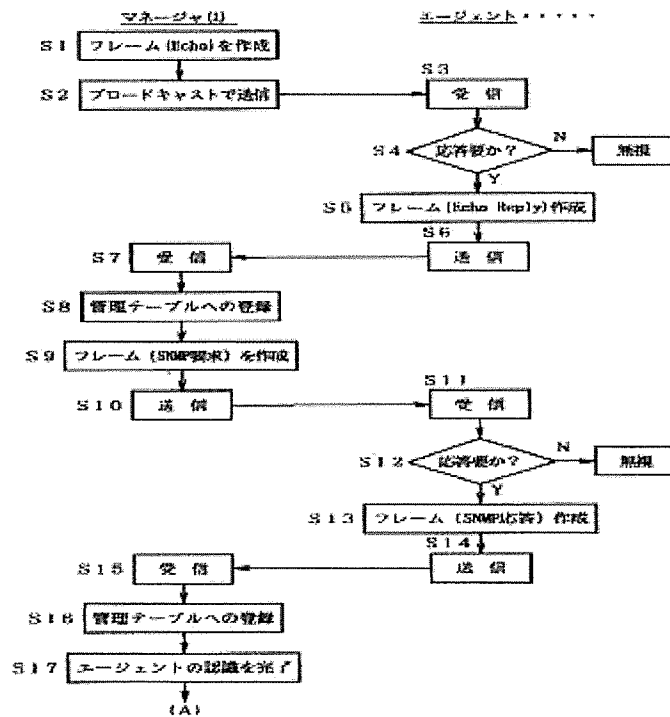 マネージャ(1)
エージェント・・・・・
S1 フレーム(Echo)を作成
S2 ブロードキャストで送信
S3
受 信
S4 応答要か? N 無視
Y
S5 フレーム(Echo Reply)作成
S6
S7 受 信
送 信
S8 管理テーブルへの登録
S9 フレーム(SNMP要求)を作成
S10 送 信
S11
受 信
S12 応答要か? N 無視
Y
S13 フレーム(SNMP応答)作成
S14
S15 受 信
送 信
S16 管理テーブルへの登録
S17 エージェントの認識を完了
(A)